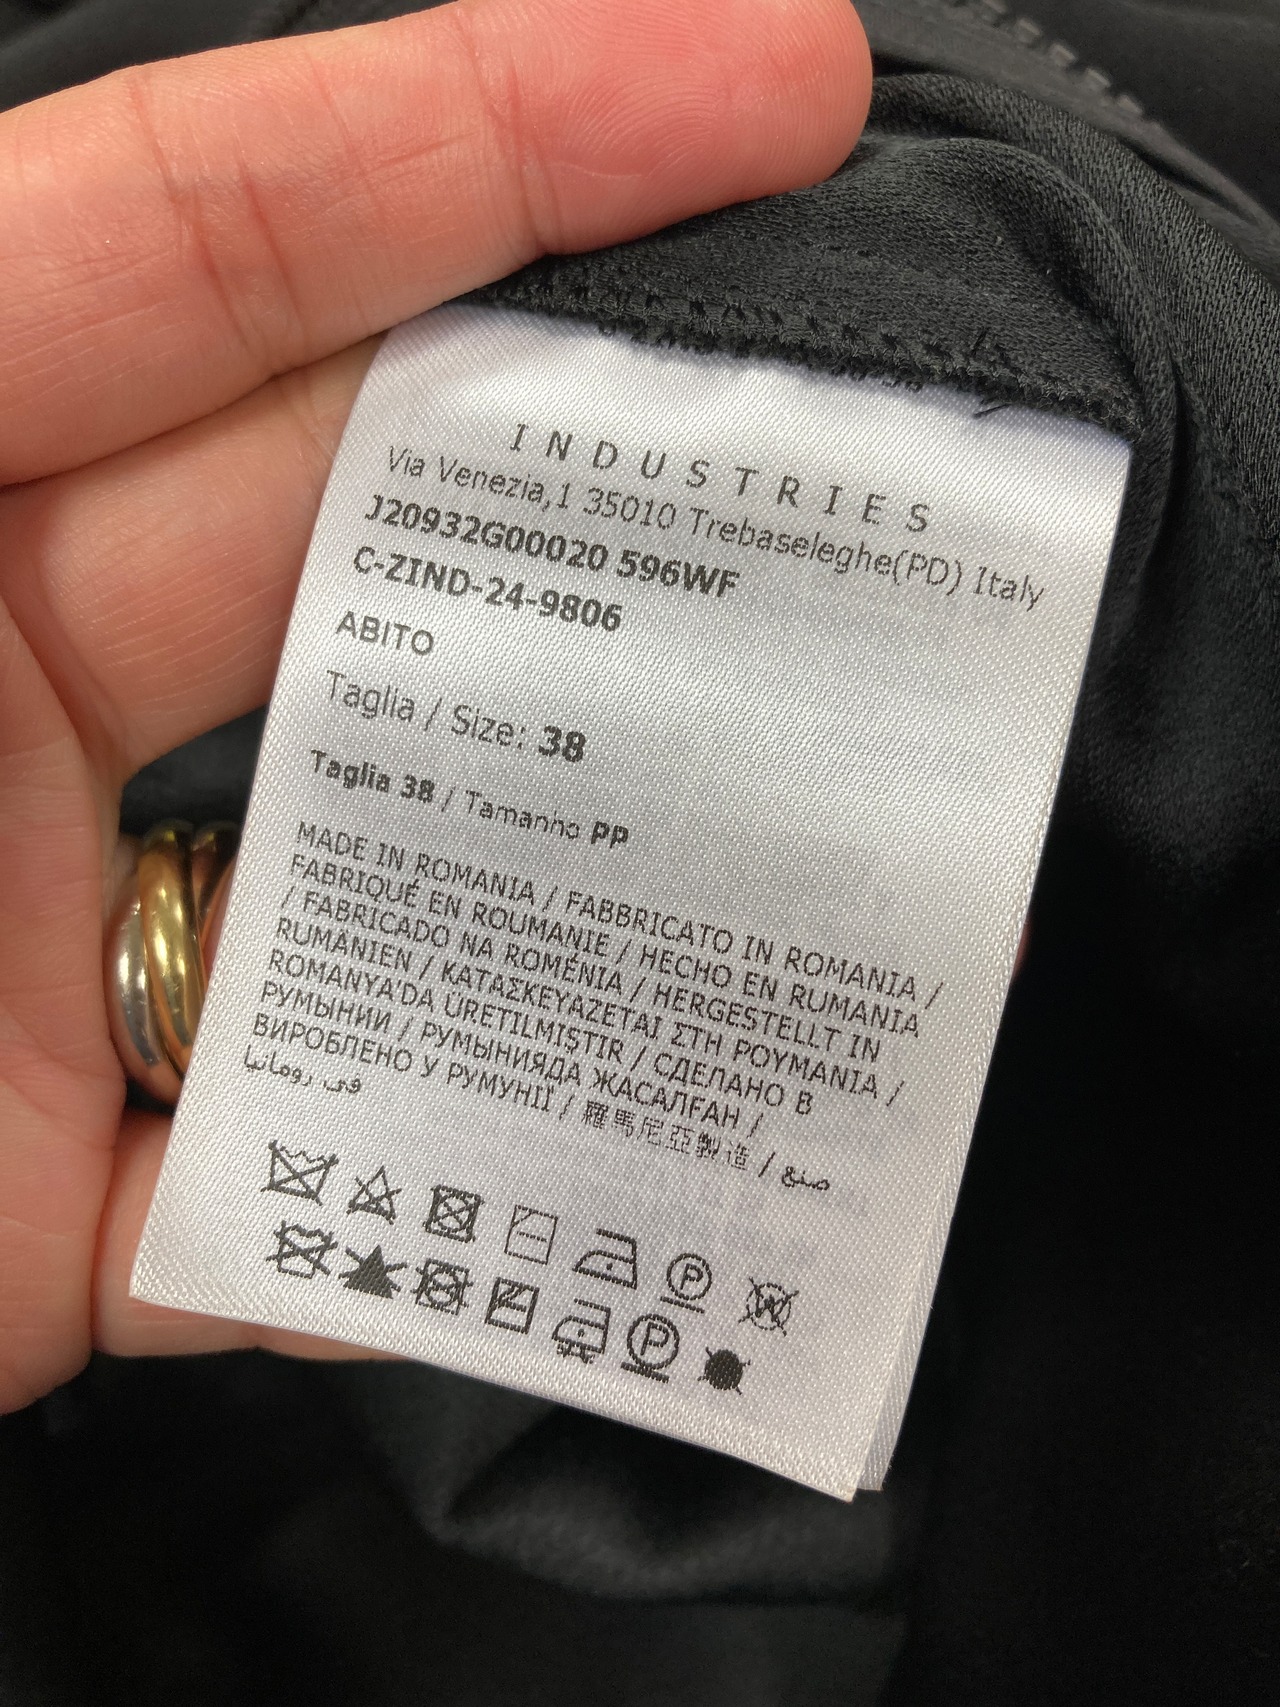 INDUSTRIES
Via Venezia,1 35010 Trebaseleghe(PD) Italy
J20932G00020 596WF
C-ZIND-24-9806
ABITO
Taglia / Size: 38
Taglia 38 / Tamanho PP
MADE IN ROMANIA / FABBRICATO IN ROMANIA /
FABRIQUÉ EN ROUMANIE / HECHO EN RUMANIA
/ FABRICADO NA ROMÉNIA / HERGESTELLT IN
RUMÄNIEN / ΚΑΤΑΣΚΕΥΑΖΕΤΑΙ ΣΤΗ ΡΟΥΜΑΝΙΑ /
ROMANYA'DA ÜRETILMIŞTIR / СДЕЛАНО В
РУМЫНИИ / РУМЫНИЯДА ЖАСАЛҒАН /
ВИРОБЛЕНО У РУМУНІЇ / 羅馬尼亞製造 / صنع
في رومانيا
P
W
P